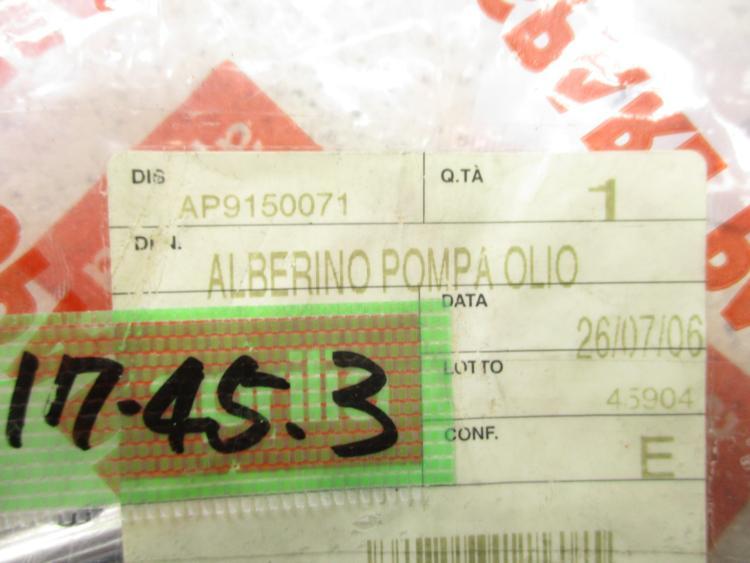 DIS
AP9150071
Q.TÀ
1
DEN.
ALBERINO POMPA OLIO
DATA
26/07/06
LOTTO
45904
CONF.
E
17-45.3